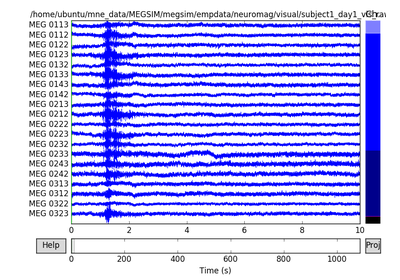 /home/ubuntu/mne_data/MEGSIM/megsim/empdata/neuromag/visual/subject1_day1_v
MEG 0113
MEG 0112
MEG 0122
MEG 0123
MEG 0132
MEG 0133
MEG 0143
MEG 0142
MEG 0213
MEG 0212
MEG 0222
MEG 0223
MEG 0232
MEG 0233
MEG 0243
MEG 0242
MEG 0313
MEG 0312
MEG 0322
MEG 0323
0 2 4 6 8 10
Help
Proj
0 200 400 600 800 1000
Time (s)